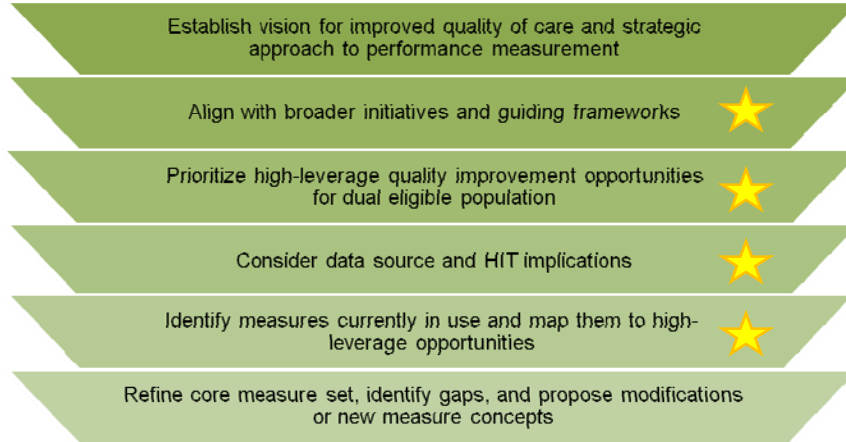 Establish vision for improved quality of care and strategic
approach to performance measurement
Align with broader initiatives and guiding frameworks
Prioritize high-leverage quality improvement opportunities
for dual eligible population
Consider data source and HIT implications
Identify measures currently in use and map them to high-
leverage opportunities
Refine core measure set, identify gaps, and propose modifications
or new measure concepts